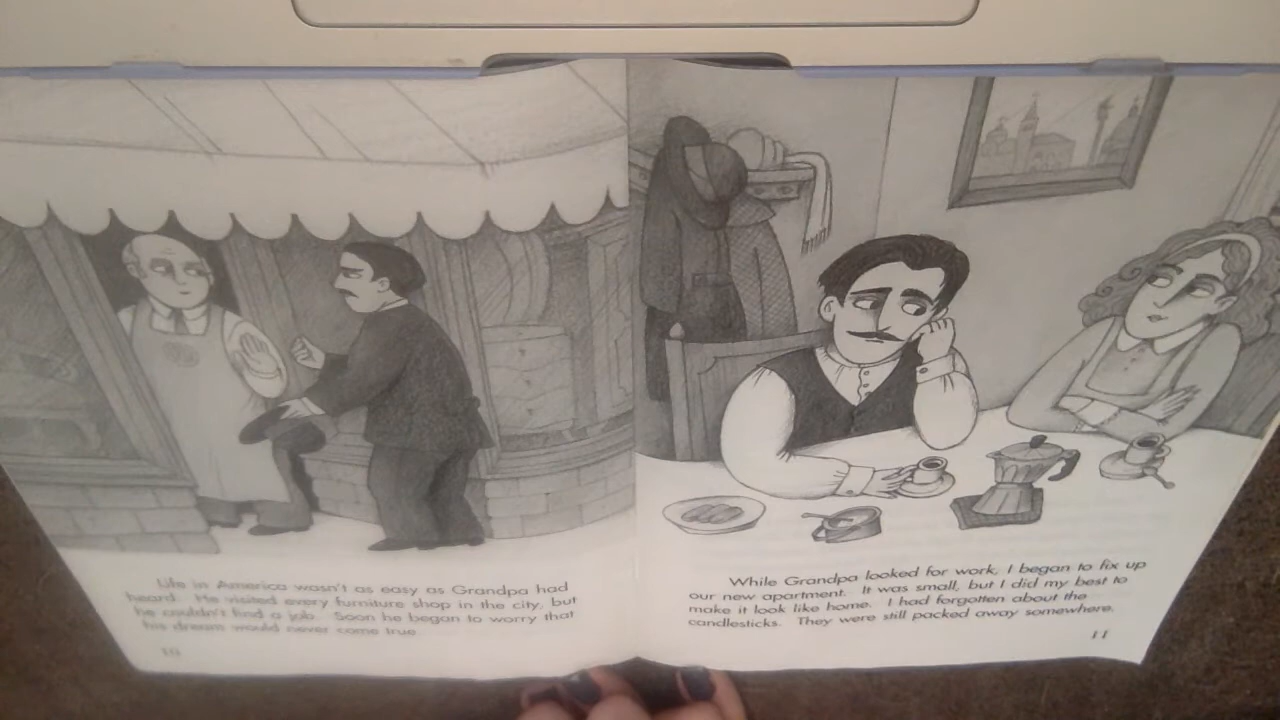 Life in America wasn't as easy as Grandpa had
heard. He visited every furniture shop in the city, but
he couldn't find a job. Soon he began to worry that
his dream would never come true.
10
While Grandpa looked for work, I began to fix up
our new apartment. It was small, but I did my best to
make it look like home. I had forgotten about the
candlesticks. They were still packed away somewhere.
11